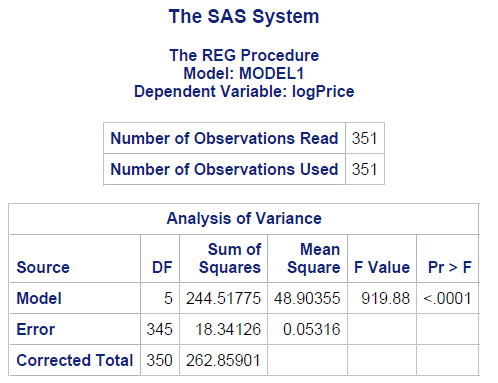 The SAS System
The REG Procedure
Model: MODEL1
Dependent Variable: logPrice
Number of Observations Read 351
Number of Observations Used 351
Analysis of Variance
Source DF Sum of Squares Mean Square F Value Pr > F
Model 5 244.51775 48.90355 919.88 <.0001
Error 345 18.34126 0.05316
Corrected Total 350 262.85901